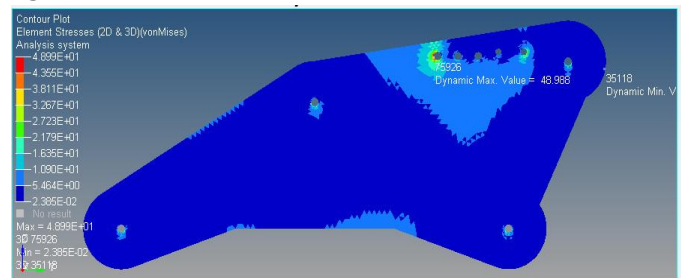 Contour Plot
Element Stresses (2D & 3D)(vonMises)
Analysis system
4.899E+01
4.355E+01
3.811E+01
3.267E+01
2.723E+01
2.179E+01
1.635E+01
1.090E+01
5.464E+00
2.385E-02
No result
Max = 4.899E+01
3D 75926
Min = 2.385E-02
3D 35118
75926
Dynamic Max. Value = 48.988
35118
Dynamic Min. V